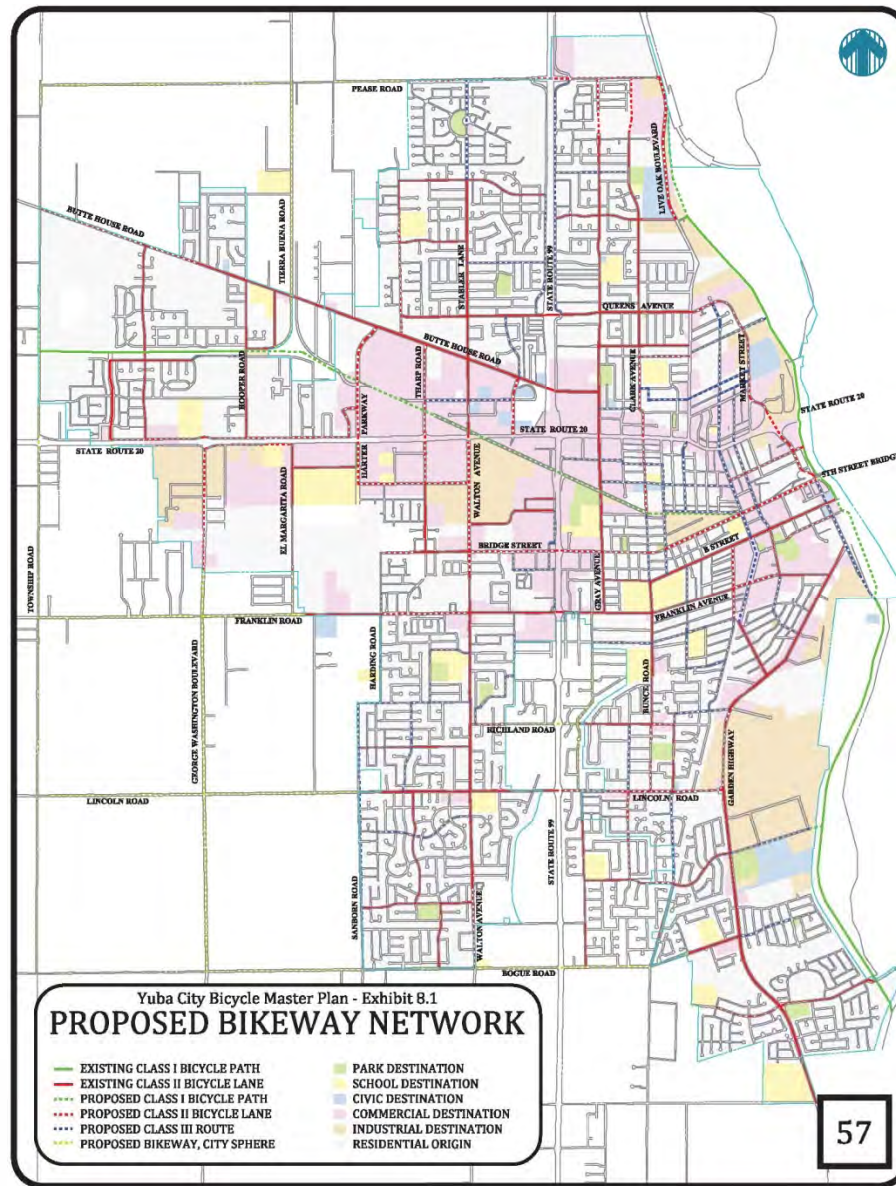 PEASE ROAD
LIVE OAK BOULEVARD
BUTTE HOUSE ROAD
TIERRA BUENA ROAD
STABLER LANE
STATE ROUTE 99
QUEENS AVENUE
BUTTE HOUSE ROAD
HOOPER ROAD
THARP ROAD
CLARK AVENUE
MARKET STREET
HARTER PARKWAY
STATE ROUTE 20
STATE ROUTE 20
STATE ROUTE 20
5TH STREET BRIDGE
EL MARGARITA ROAD
WALTON AVENUE
TOWNSHIP ROAD
BRIDGE STREET
B STREET
GRAY AVENUE
FRANKLIN ROAD
FRANKLIN AVENUE
HARDING ROAD
GEORGE WASHINGTON BOULEVARD
BUNCE ROAD
RICHLAND ROAD
GARDEN HIGHWAY
LINCOLN ROAD
LINCOLN ROAD
STATE ROUTE 99
SANBORN ROAD
WALTON AVENUE
BOGUE ROAD
Yuba City Bicycle Master Plan - Exhibit 8.1
PROPOSED BIKEWAY NETWORK
EXISTING CLASS I BICYCLE PATH
EXISTING CLASS II BICYCLE LANE
PROPOSED CLASS I BICYCLE PATH
PROPOSED CLASS II BICYCLE LANE
PROPOSED CLASS III ROUTE
PROPOSED BIKEWAY, CITY SPHERE
PARK DESTINATION
SCHOOL DESTINATION
CIVIC DESTINATION
COMMERCIAL DESTINATION
INDUSTRIAL DESTINATION
RESIDENTIAL ORIGIN
57